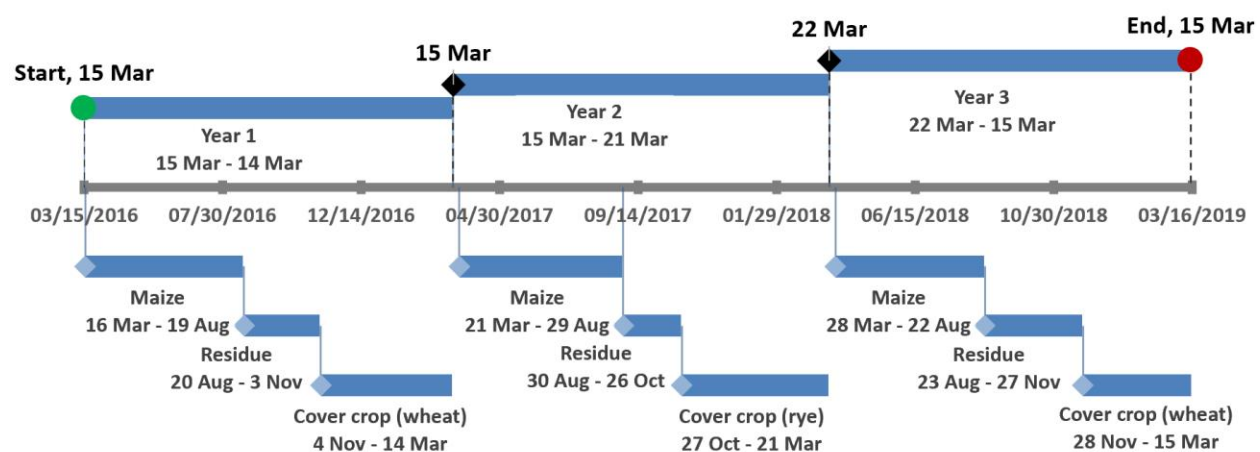 Start, 15 Mar
15 Mar
22 Mar
End, 15 Mar
Year 1
15 Mar - 14 Mar
Year 2
15 Mar - 21 Mar
Year 3
22 Mar - 15 Mar
03/15/2016
07/30/2016
12/14/2016
04/30/2017
09/14/2017
01/29/2018
06/15/2018
10/30/2018
03/16/2019
Maize
16 Mar - 19 Aug
Residue
20 Aug - 3 Nov
Cover crop (wheat)
4 Nov - 14 Mar
Maize
21 Mar - 29 Aug
Residue
30 Aug - 26 Oct
Cover crop (rye)
27 Oct - 21 Mar
Maize
28 Mar - 22 Aug
Residue
23 Aug - 27 Nov
Cover crop (wheat)
28 Nov - 15 Mar